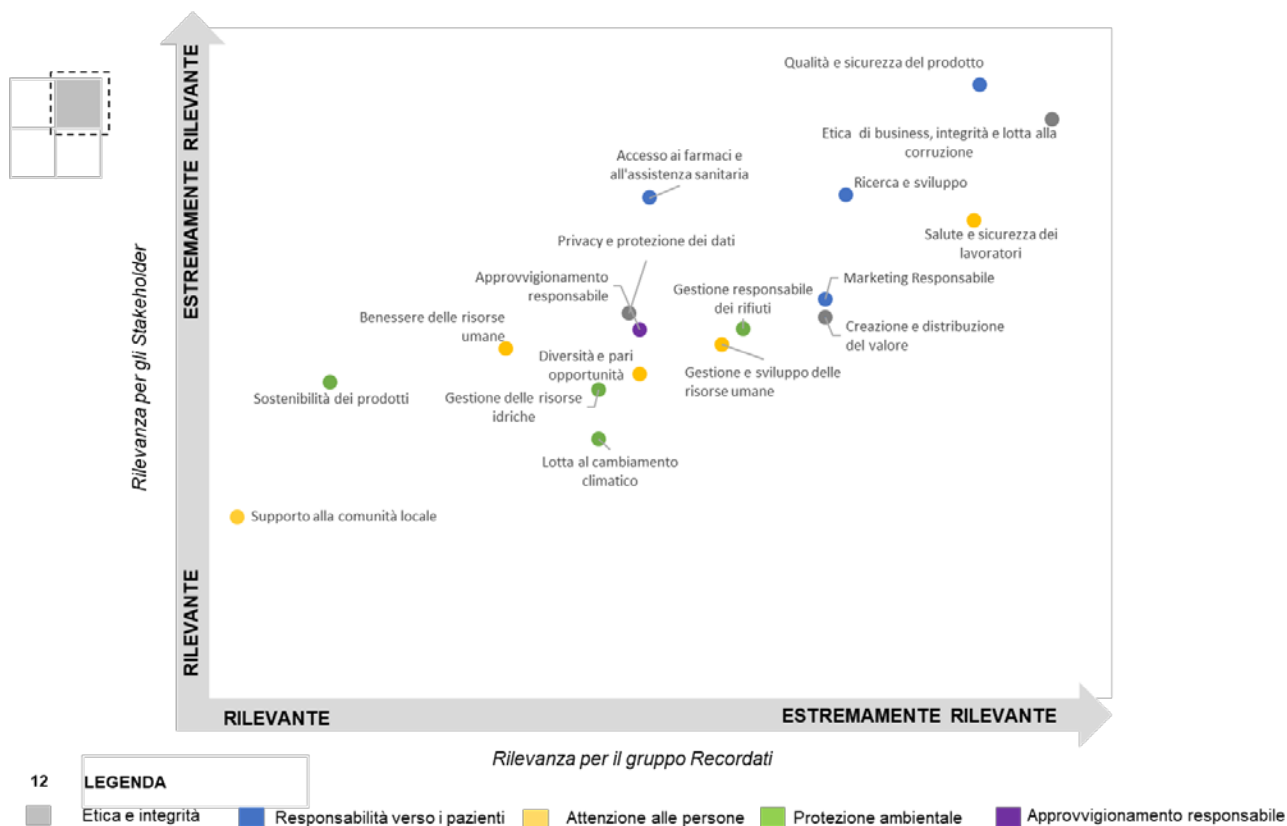 Qualità e sicurezza del prodotto
Etica di business, integrità e lotta alla
corruzione
Accesso ai farmaci e
all'assistenza sanitaria
Ricerca e sviluppo
Salute e sicurezza dei
lavoratori
Privacy e protezione dei dati
Approvvigionamento
responsabile
Gestione responsabile
dei rifiuti
Marketing Responsabile
Benessere delle risorse
umane
Creazione e distribuzione
del valore
Diversità e pari
opportunità
Gestione e sviluppo delle
risorse umane
Sostenibilità dei prodotti
Gestione delle risorse
idriche
Lotta al cambiamento
climatico
Supporto alla comunità locale
Rilevanza per gli Stakeholder
ESTREMAMENTE RILEVANTE
RILEVANTE
RILEVANTE
ESTREMAMENTE RILEVANTE
Rilevanza per il gruppo Recordati
12
LEGENDA
Etica e integrità
Responsabilità verso i pazienti
Attenzione alle persone
Protezione ambientale
Approvvigionamento responsabile